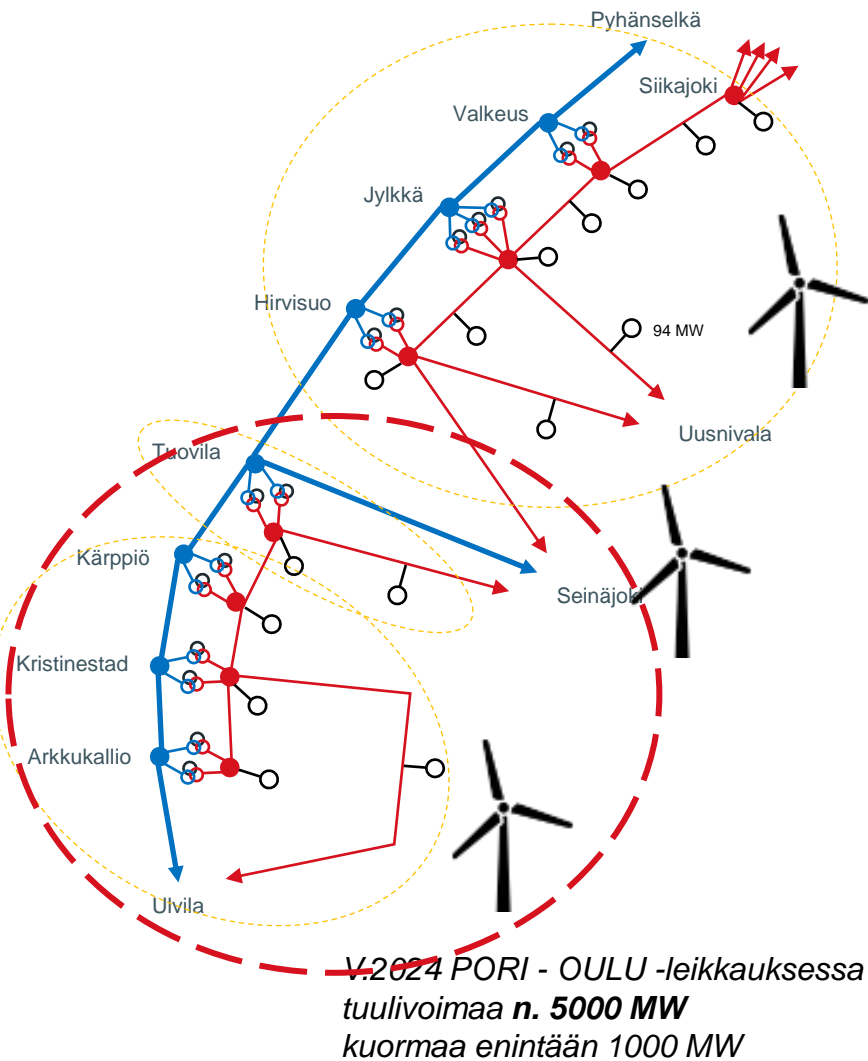 Pyhänselkä
Siikajoki
Valkeus
Jylkkä
Hirvisuo
94 MW
Uusnivala
Tuovila
Kärppiö
Seinäjoki
Kristinestad
Arkkukallio
Ulvila
V.2024 PORI - OULU -leikkauksessa
tuulivoimaa n. 5000 MW
kuormaa enintään 1000 MW